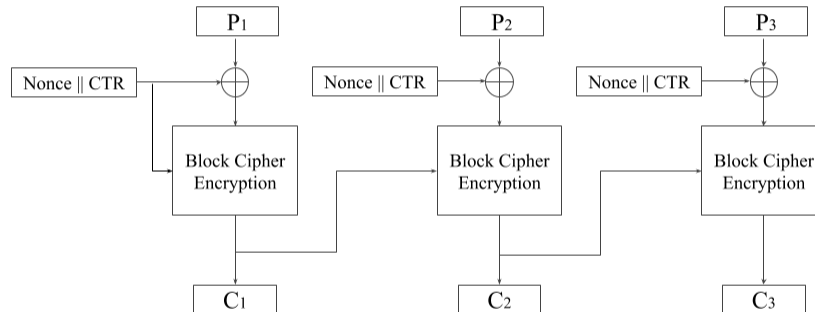 P1
P2
P3
Nonce || CTR
Nonce || CTR
Nonce || CTR
Block Cipher
Encryption
Block Cipher
Encryption
Block Cipher
Encryption
C1
C2
C3